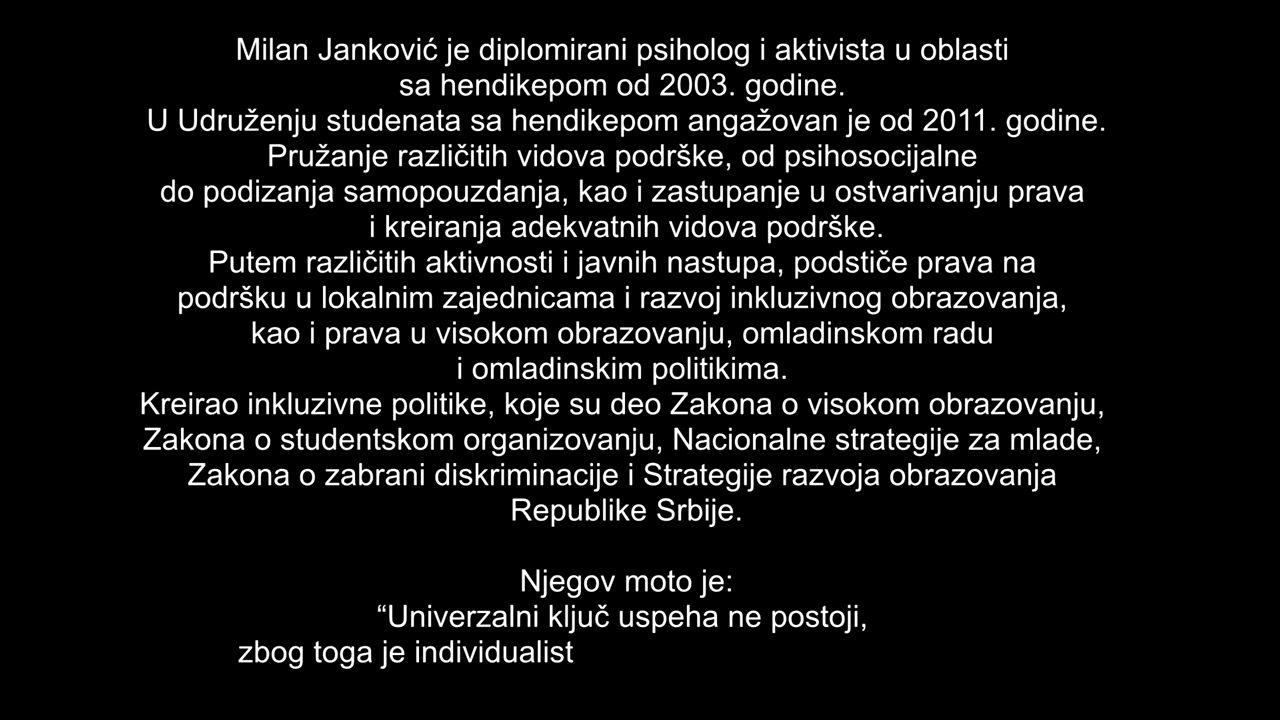 Milan Janković je diplomirani psiholog i aktivista u oblasti
sa hendikepom od 2003. godine.
U Udruženju studenata sa hendikepom angažovan je od 2011. godine.
Pružanje različitih vidova podrške, od psihosocijalne
do podizanja samopouzdanja, kao i zastupanje u ostvarivanju prava
i kreiranja adekvatnih vidova podrške.
Putem različitih aktivnosti i javnih nastupa, podstiče prava na
podršku u lokalnim zajednicama i razvoj inkluzivnog obrazovanja,
kao i prava u visokom obrazovanju, omladinskom radu
i omladinskim politikima.
Kreirao inkluzivne politike, koje su deo Zakona o visokom obrazovanju,
Zakona o studentskom organizovanju, Nacionalne strategije za mlade,
Zakona o zabrani diskriminacije i Strategije razvoja obrazovanja
Republike Srbije.
Njegov moto je:
“Univerzalni ključ uspeha ne postoji,
zbog toga je individualist